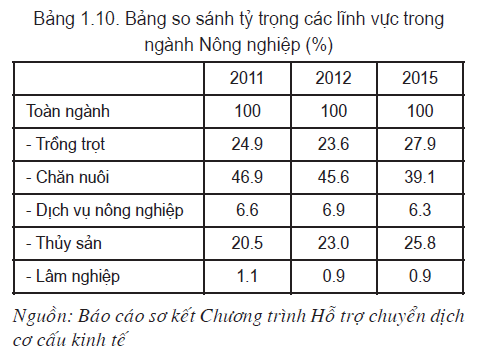 Bảng 1.10. Bảng so sánh tỷ trọng các lĩnh vực trong
ngành Nông nghiệp (%)
2011 2012 2015
Toàn ngành 100 100 100
- Trồng trọt 24.9 23.6 27.9
- Chăn nuôi 46.9 45.6 39.1
- Dịch vụ nông nghiệp 6.6 6.9 6.3
- Thủy sản 20.5 23.0 25.8
- Lâm nghiệp 1.1 0.9 0.9
Nguồn: Báo cáo sơ kết Chương trình Hỗ trợ chuyển dịch
cơ cấu kinh tế